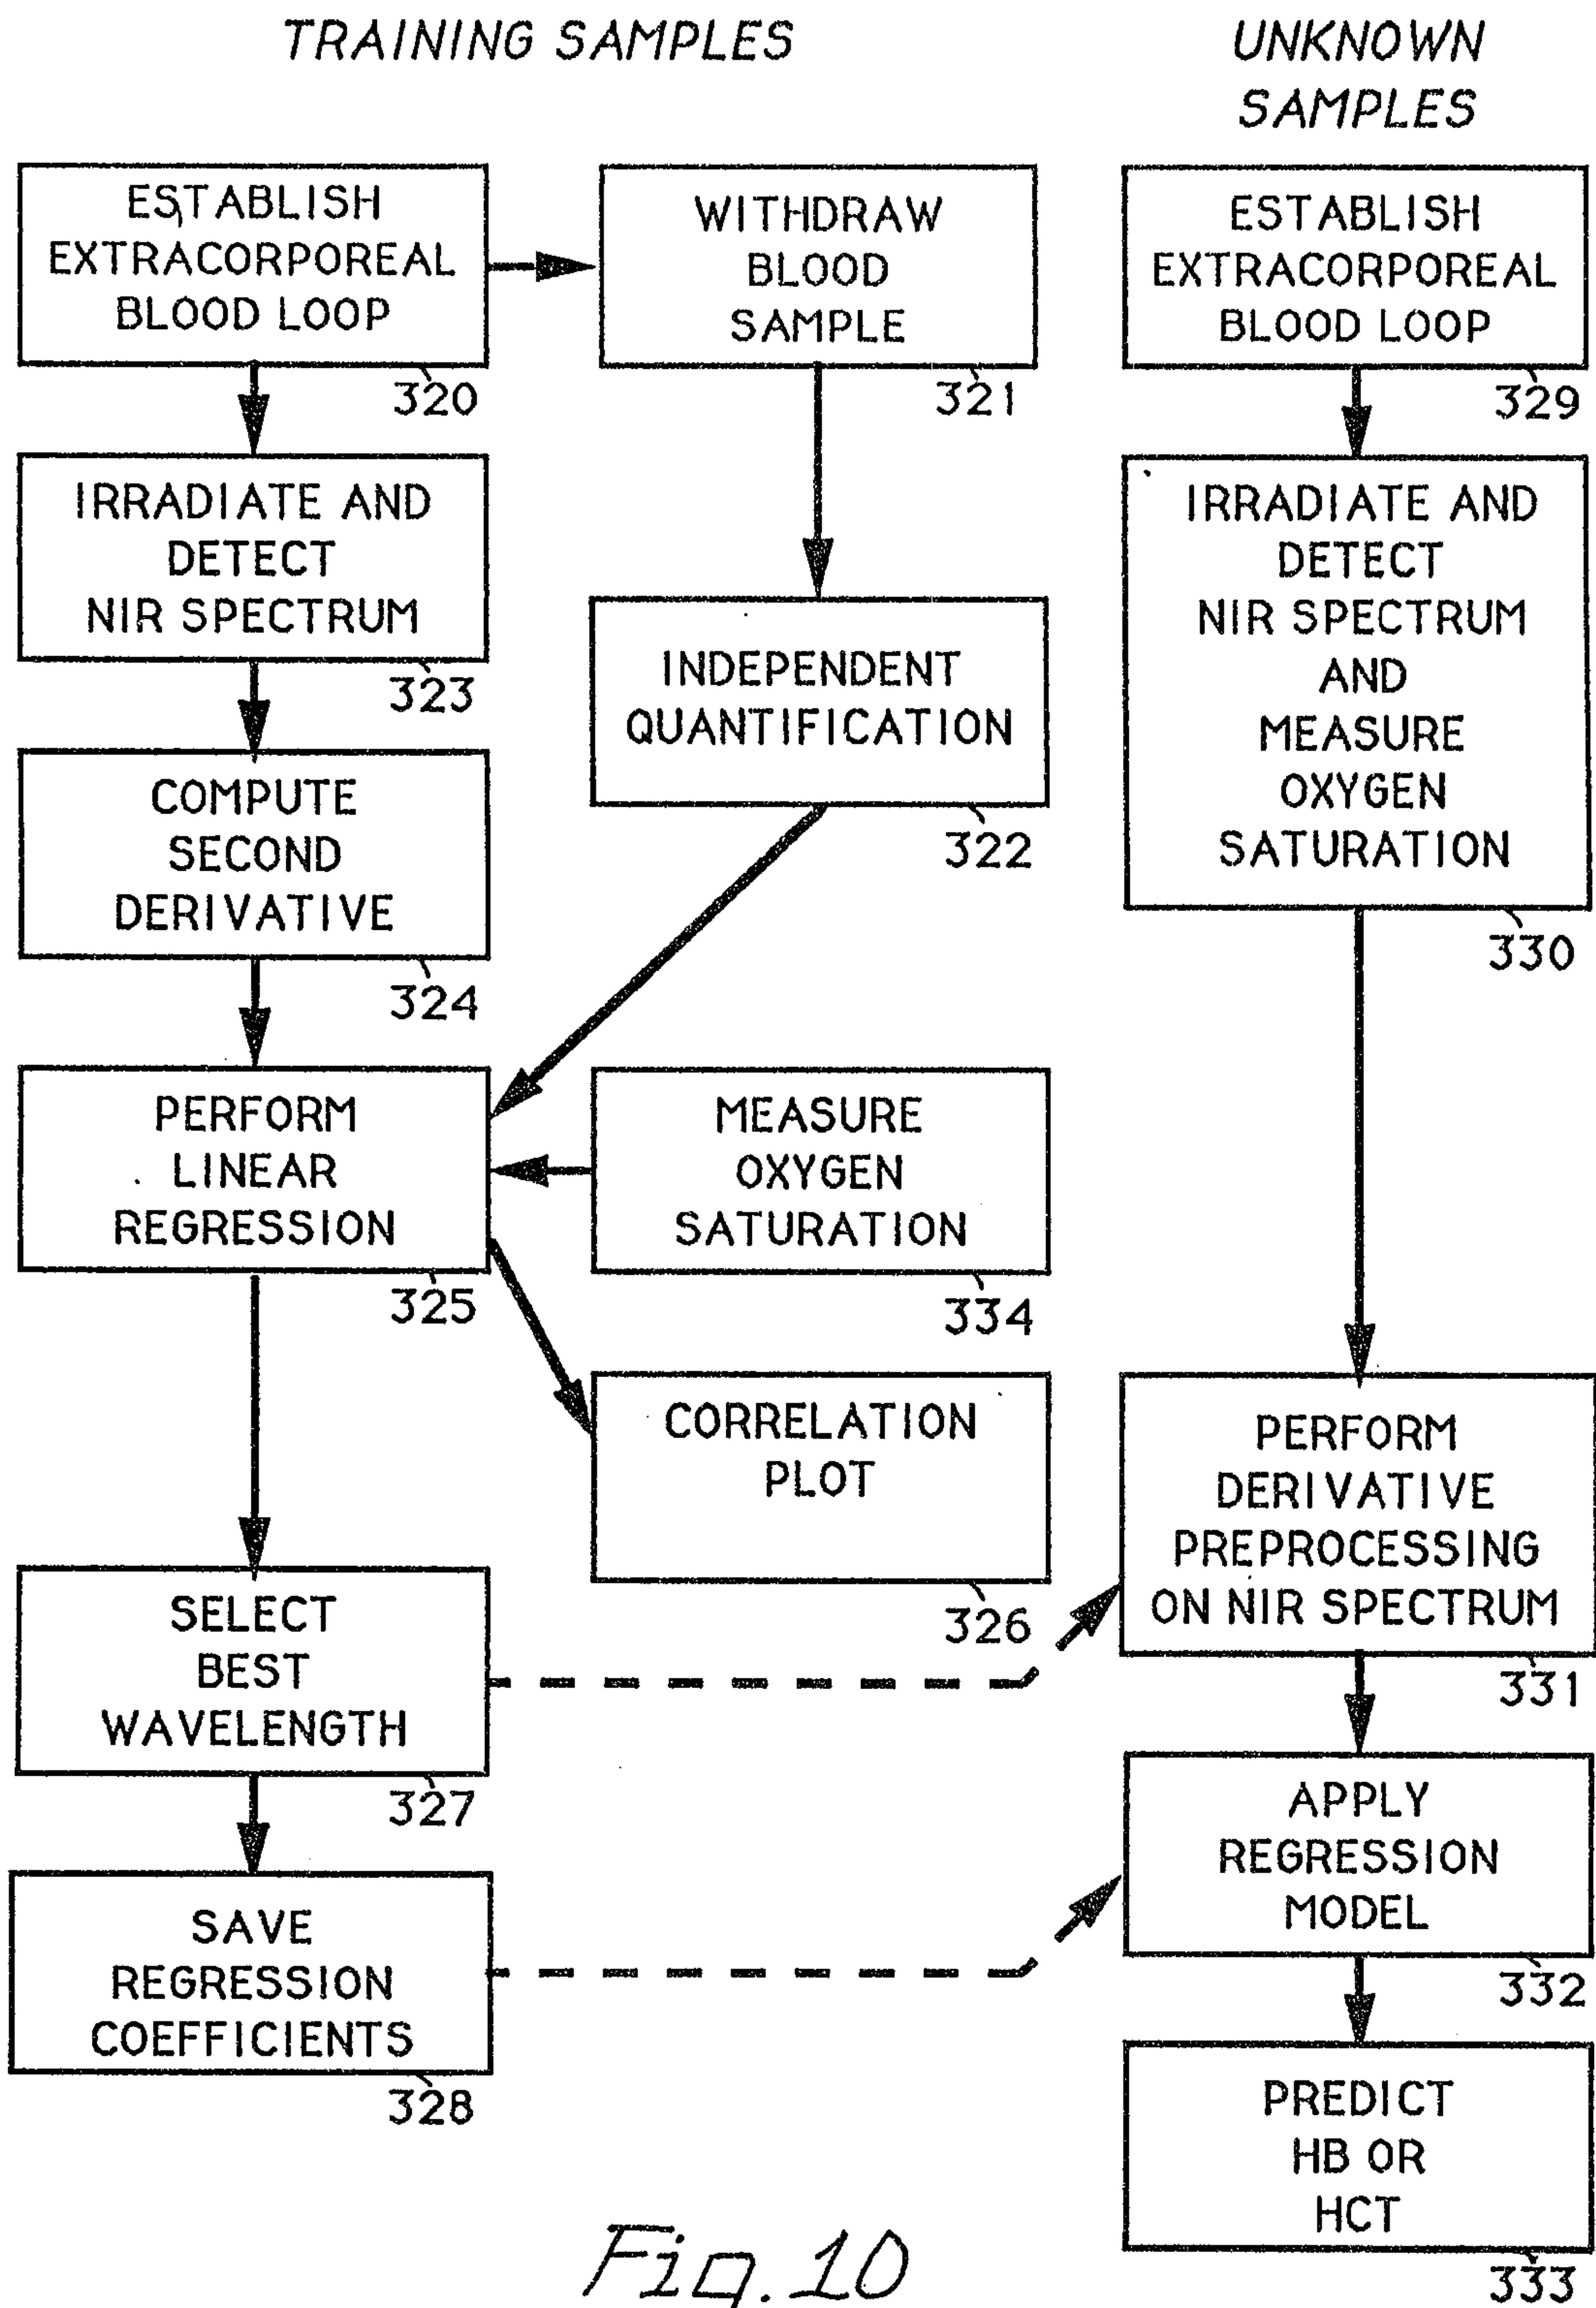 TRAINING SAMPLES
UNKNOWN
SAMPLES
ESTABLISH
EXTRACORPOREAL
BLOOD LOOP
320
WITHDRAW
BLOOD
SAMPLE
321
IRRADIATE AND
DETECT
NIR SPECTRUM
323
INDEPENDENT
QUANTIFICATION
322
COMPUTE
SECOND
DERIVATIVE
324
PERFORM
LINEAR
REGRESSION
325
MEASURE
OXYGEN
SATURATION
334
CORRELATION
PLOT
326
SELECT
BEST
WAVELENGTH
327
SAVE
REGRESSION
COEFFICIENTS
328
ESTABLISH
EXTRACORPOREAL
BLOOD LOOP
329
IRRADIATE AND
DETECT
NIR SPECTRUM
AND
MEASURE
OXYGEN
SATURATION
330
PERFORM
DERIVATIVE
PREPROCESSING
ON NIR SPECTRUM
331
APPLY
REGRESSION
MODEL
332
PREDICT
HB OR
HCT
333
Fig. 10